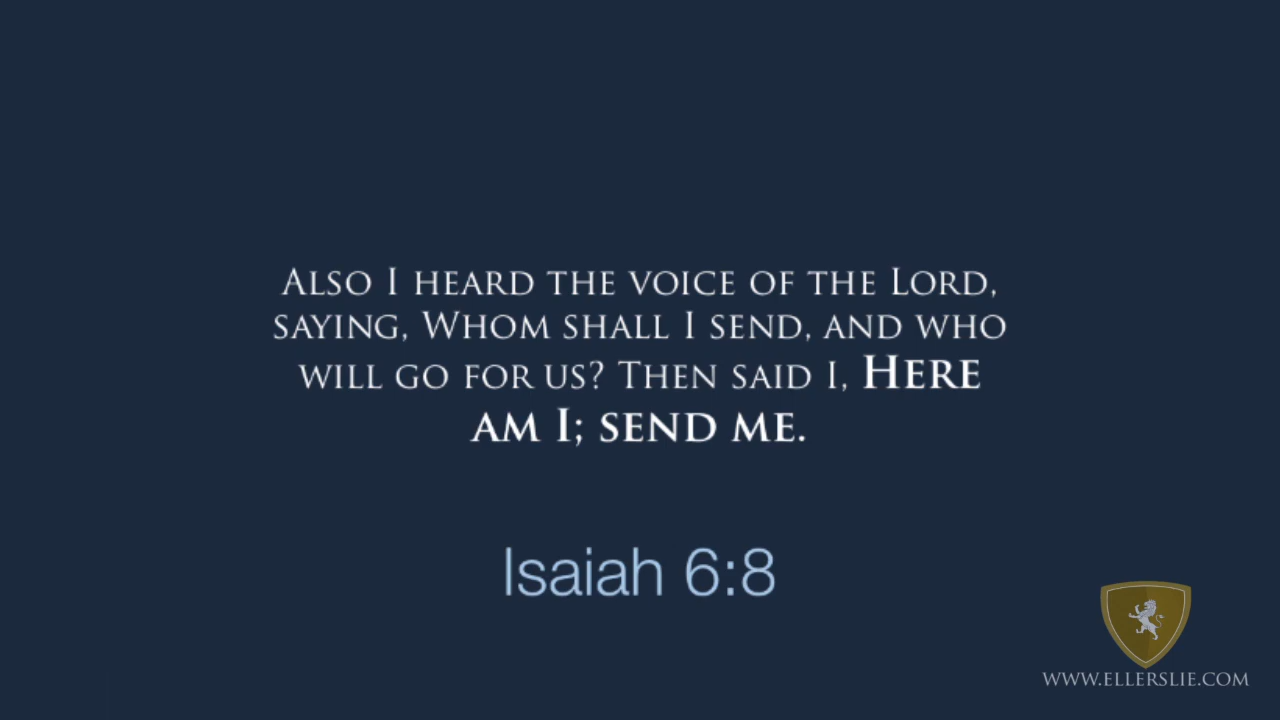 Also I heard the voice of the Lord,
saying, Whom shall I send, and who
will go for us? Then said I, Here
am I; send me.
Isaiah 6:8
www.ellerslie.com